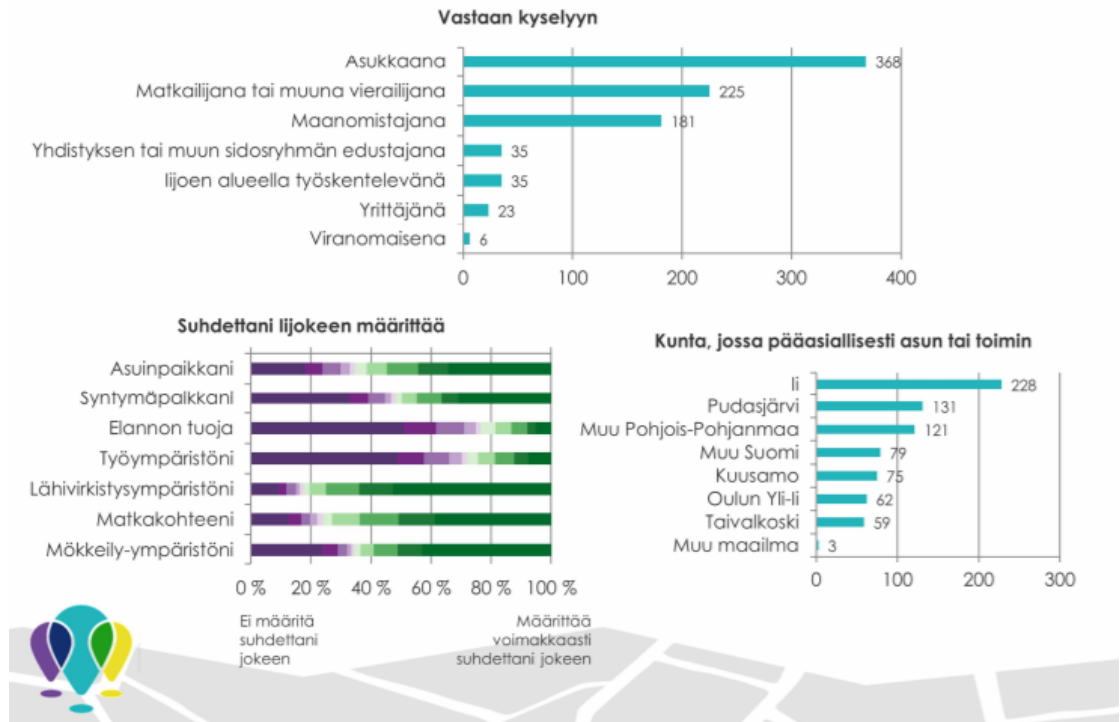 Vastaan kyselyyn
Asukkaana 368
Matkailijana tai muuna vierailijana 225
Maanomistajana 181
Yhdistyksen tai muun sidosryhmän edustajana 35
Iijoen alueella työskentelevänä 35
Yrittäjänä 23
Viranomaisena 6
0 100 200 300 400
Suhdettani Iijokeen määrittää
Asuinpaikkani
Syntymäpaikkani
Elannon tuoja
Työympäristöni
Lähivirkistysympäristöni
Matkakohteeni
Mökkeily-ympäristöni
0 % 20 % 40 % 60 % 80 % 100 %
Ei määritä
suhdettani
jokeen
Määrittää
voimakkaasti
suhdettani jokeen
Kunta, jossa pääasiallisesti asun tai toimin
Ii 228
Pudasjärvi 131
Muu Pohjois-Pohjanmaa 121
Muu Suomi 79
Kuusamo 75
Oulun Yli-Ii 62
Taivalkoski 59
Muu maailma 3
0 100 200 300